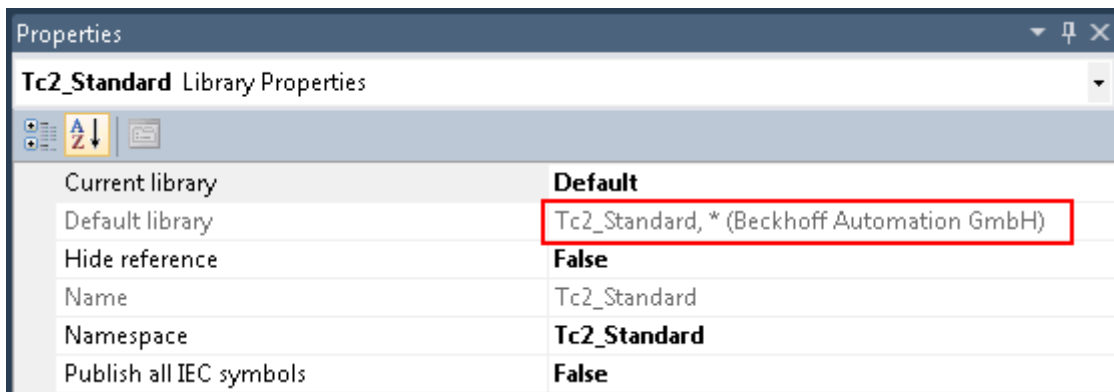 Properties
Tc2_Standard Library Properties
Current library Default
Default library Tc2_Standard, * (Beckhoff Automation GmbH)
Hide reference False
Name Tc2_Standard
Namespace Tc2_Standard
Publish all IEC symbols False